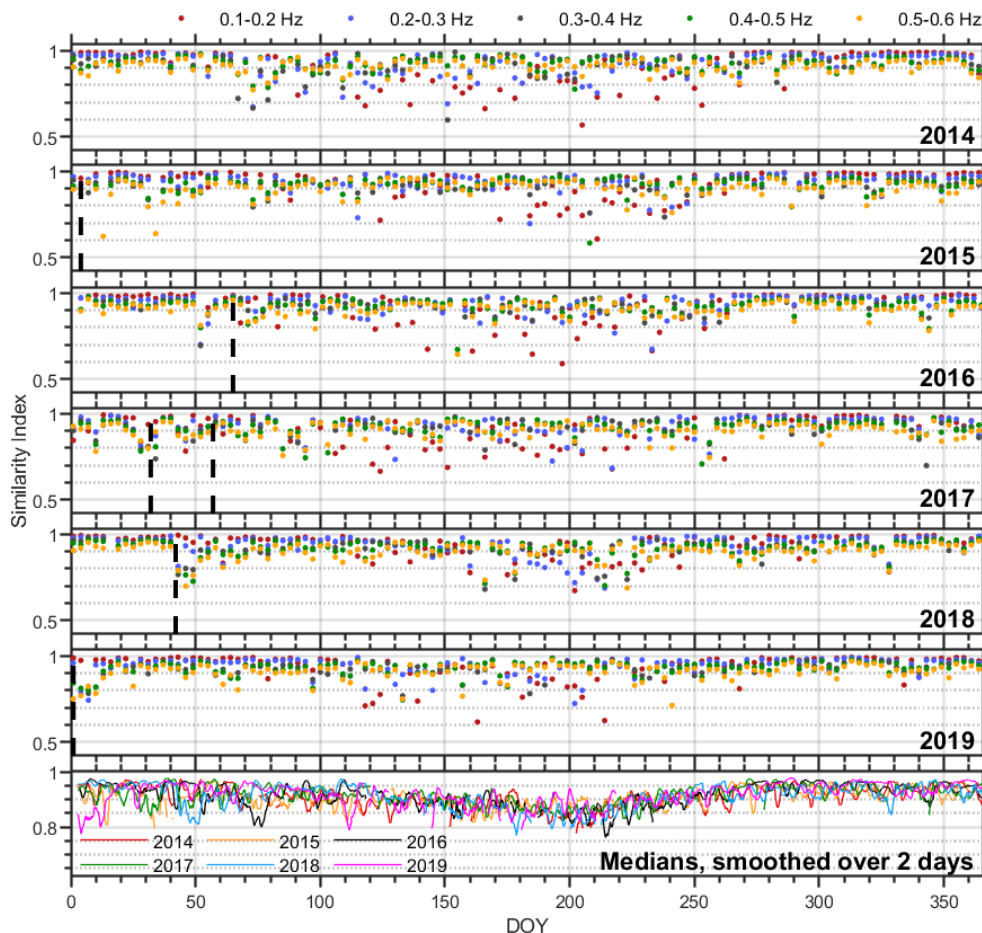 0.1-0.2 Hz 0.2-0.3 Hz 0.3-0.4 Hz 0.4-0.5 Hz 0.5-0.6 Hz
1
0.5
2014
1
0.5
2015
1
0.5
2016
Similarity Index
1
0.5
2017
1
0.5
2018
1
0.5
2019
1
0.8
2014 2015 2016
2017 2018 2019
Medians, smoothed over 2 days
0 50 100 150 200 250 300 350
DOY